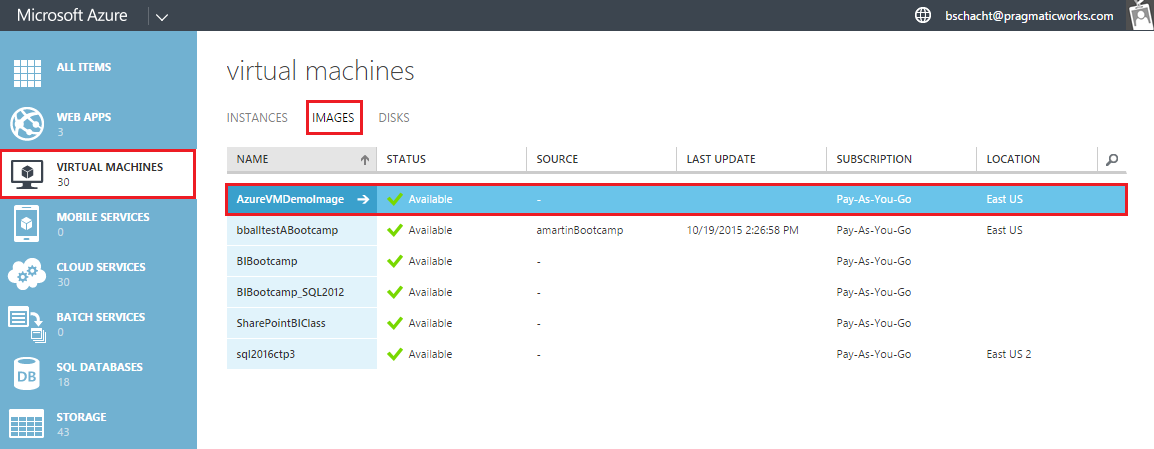 Microsoft Azure bschacht@pragmaticworks.com
ALL ITEMS
WEB APPS
3
VIRTUAL MACHINES
30
MOBILE SERVICES
0
CLOUD SERVICES
30
BATCH SERVICES
0
SQL DATABASES
18
DB
STORAGE
43
virtual machines
INSTANCES IMAGES DISKS
NAME STATUS SOURCE LAST UPDATE SUBSCRIPTION LOCATION
AzureVMDemoImage Available - Pay-As-You-Go East US
bballtestABootcamp Available amartinBootcamp 10/19/2015 2:26:58 PM Pay-As-You-Go East US
BIBootcamp Available - Pay-As-You-Go
BIBootcamp_SQL2012 Available - Pay-As-You-Go
SharePointBIClass Available - Pay-As-You-Go
sql2016ctp3 Available - Pay-As-You-Go East US 2